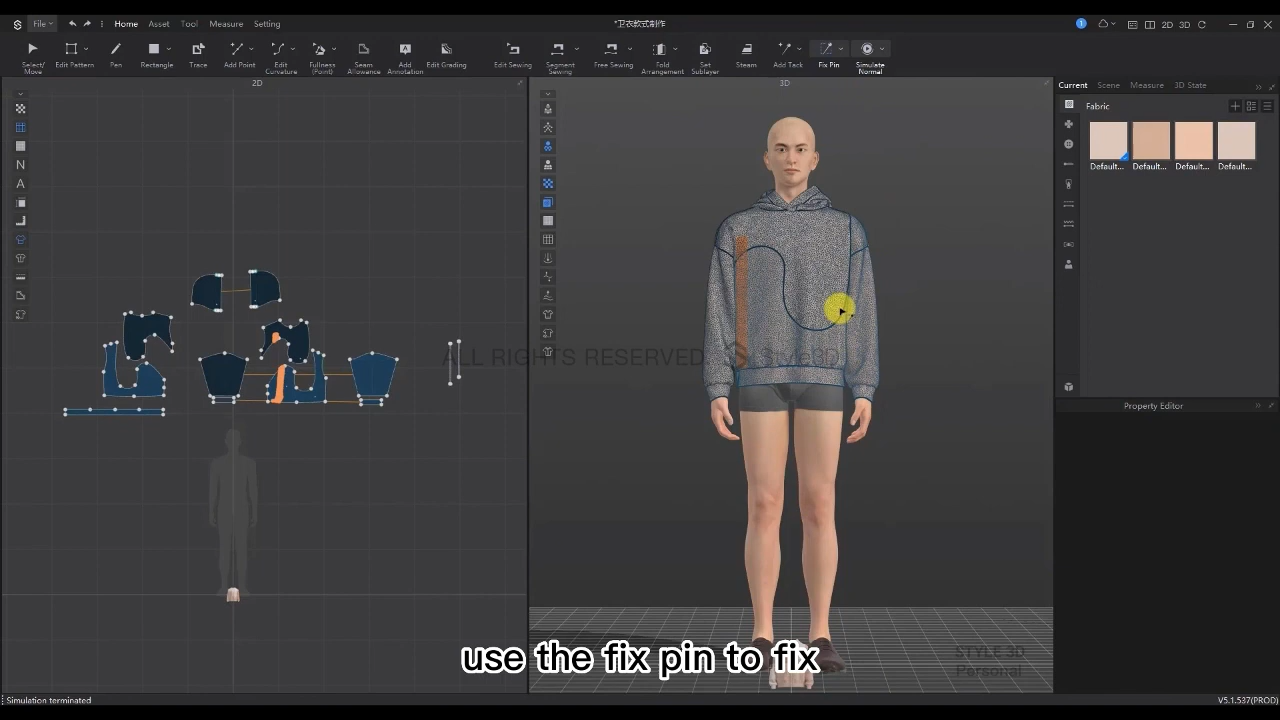 File
Home
Asset
Tool
Measure
Setting
*卫衣款式制作
1
2D
3D
Select/
Move
Edit Pattern
Pen
Rectangle
Trace
Add Point
Edit
Curvature
Fullness
(Point)
Seam
Allowance
Add
Annotation
Edit Grading
Edit Sewing
Segment
Sewing
Free Sewing
Fold
Arrangement
Set
Sublayer
Steam
Add Tack
Fix Pin
Simulate
Normal
2D
3D
Current
Scene
Measure
3D State
Fabric
Default...
Default...
Default...
Default...
Property Editor
N
A
ALL RIGHTS RESERVED
Style3D
use the fix pin to fix
STYLE 3D
Personal
Simulation terminated
V5.1.537(PROD)